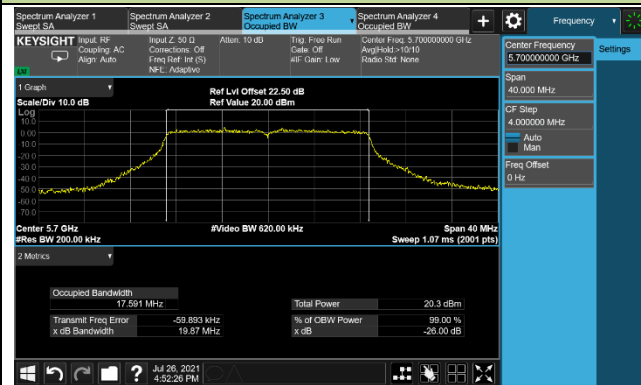 Spectrum Analyzer 1 Spectrum Analyzer 2 Spectrum Analyzer 3 Spectrum Analyzer 4 + Frequency
Swept SA Swept SA Occupied BW Occupied BW
KEYSIGHT Input: RF Input Z: 50 Ω Atten: 10 dB Trig: Free Run Center Freq: 5.700000000 GHz
Coupling: AC Corrections: Off Gate: Off Avg|Hold:>10/10
Align: Auto Freq Ref: Int (S) #IF Gain: Low Radio Std: None
NFE: Adaptive
LNI
Center Frequency Settings
5.700000000 GHz
Span
40.000 MHz
CF Step
4.000000 MHz
Auto
Man
Freq Offset
0 Hz
1 Graph Ref Lvl Offset 22.50 dB
Scale/Div 10.0 dB Ref Value 20.00 dBm
Log
10.0
0.00
-10.0
-20.0
-30.0
-40.0
-50.0
-60.0
-70.0
Center 5.7 GHz #Video BW 620.00 kHz Span 40 MHz
#Res BW 200.00 kHz Sweep 1.07 ms (2001 pts)
2 Metrics
Occupied Bandwidth
17.591 MHz Total Power 20.3 dBm
Transmit Freq Error -59.893 kHz % of OBW Power 99.00 %
x dB Bandwidth 19.87 MHz x dB -26.00 dB
? Jul 26, 2021
4:52:26 PM